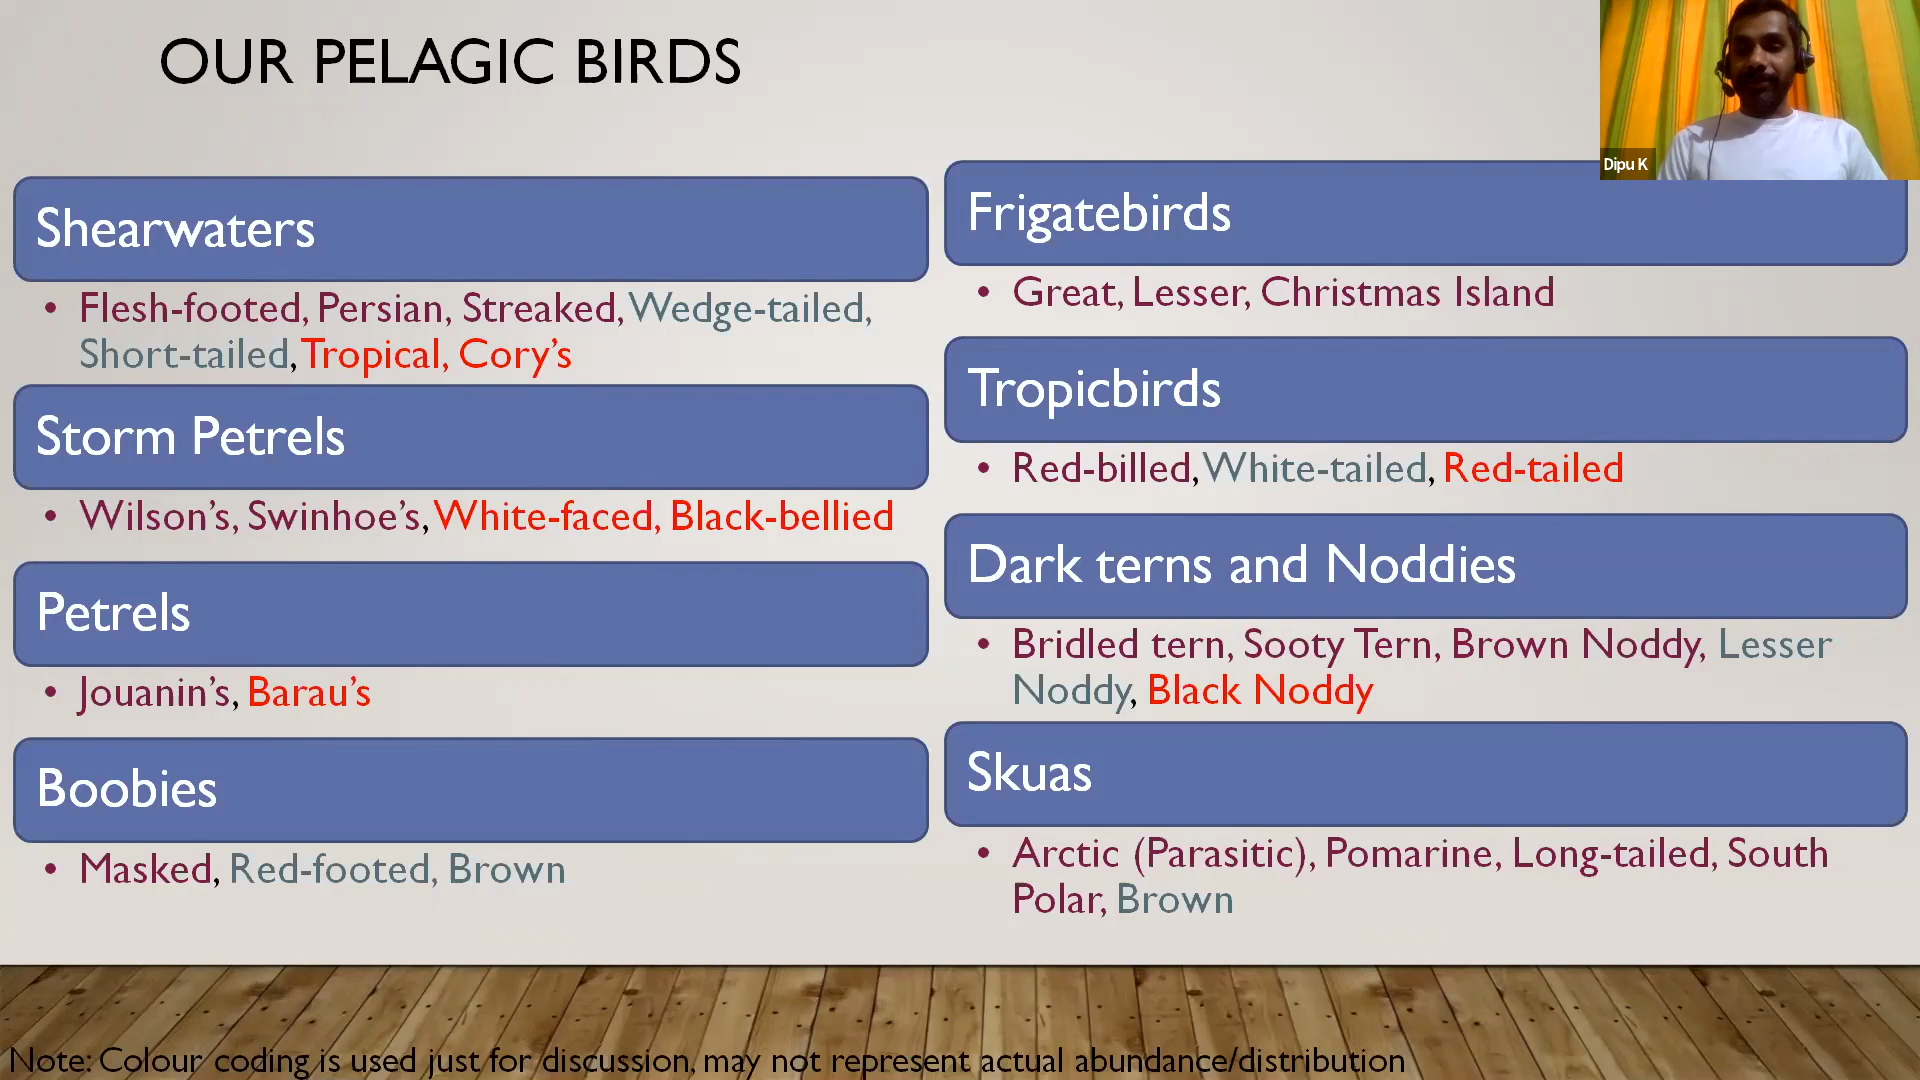 OUR PELAGIC BIRDS
Dipu K
Shearwaters
• Flesh-footed, Persian, Streaked, Wedge-tailed,
Short-tailed, Tropical, Cory's
Storm Petrels
• Wilson's, Swinhoe's, White-faced, Black-bellied
Petrels
• Jouanin's, Barau's
Boobies
• Masked, Red-footed, Brown
Frigatebirds
• Great, Lesser, Christmas Island
Tropicbirds
• Red-billed, White-tailed, Red-tailed
Dark terns and Noddies
• Bridled tern, Sooty Tern, Brown Noddy, Lesser
Noddy, Black Noddy
Skuas
• Arctic (Parasitic), Pomarine, Long-tailed, South
Polar, Brown
Note: Colour coding is used just for discussion, may not represent actual abundance/distribution